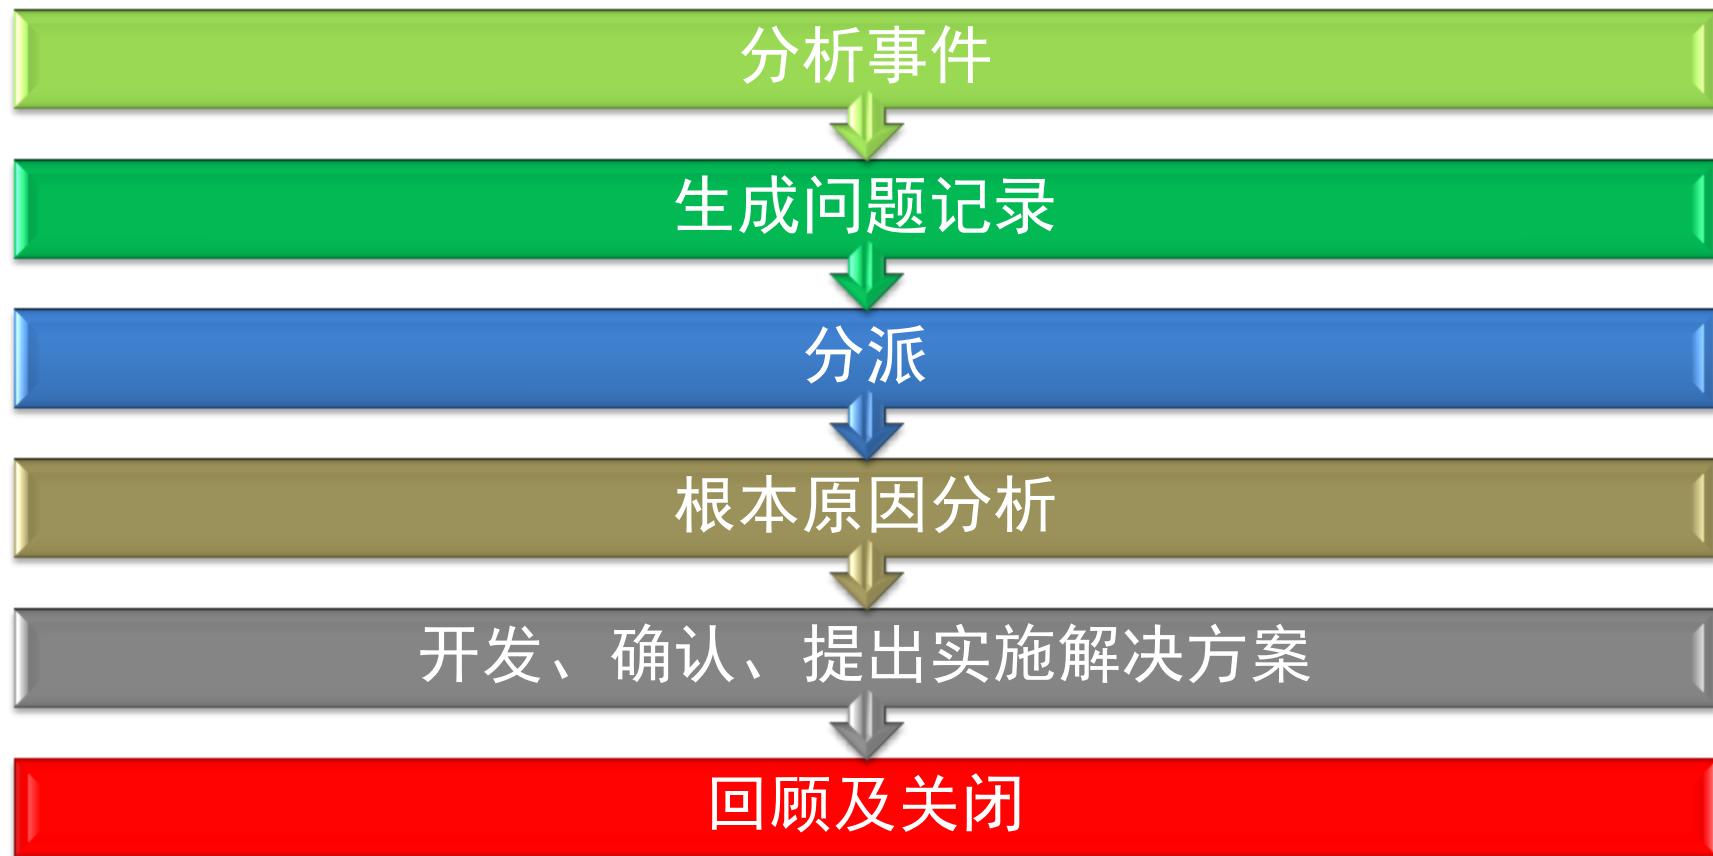 分析事件
生成问题记录
分派
根本原因分析
开发、确认、提出实施解决方案
回顾及关闭